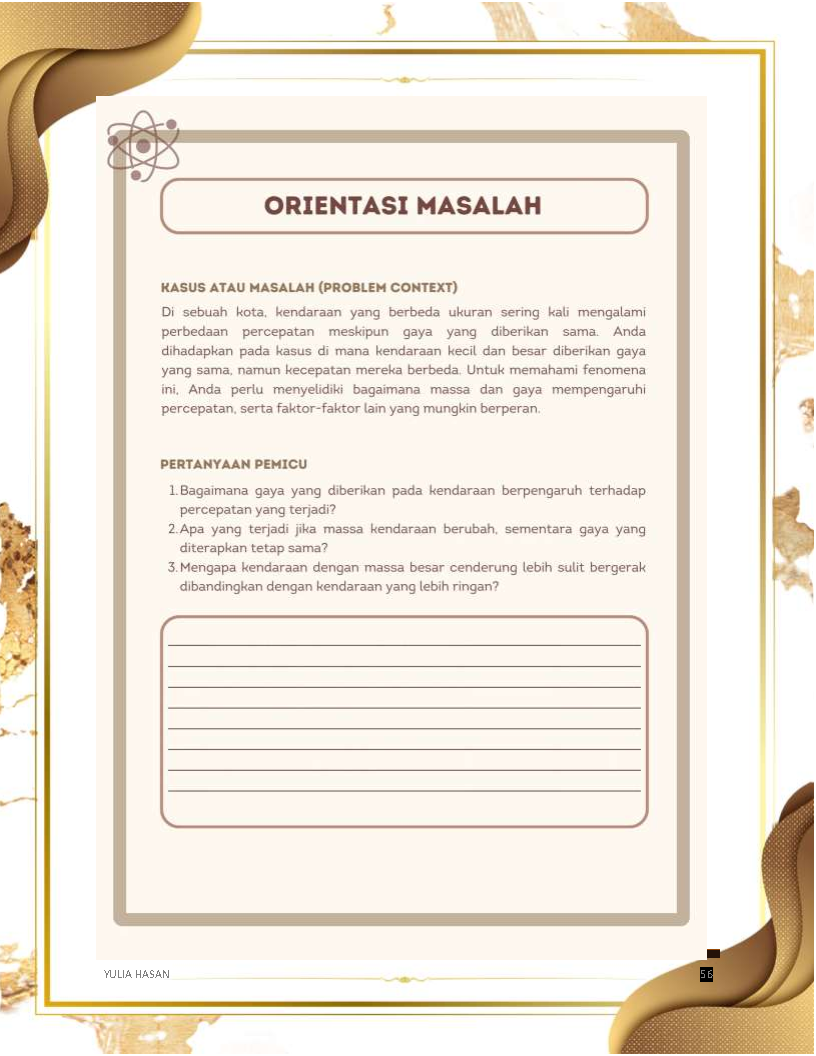 ORIENTASI MASALAH
KASUS ATAU MASALAH (PROBLEM CONTEXT)
Di sebuah kota, kendaraan yang berbeda ukuran sering kali mengalami
perbedaan percepatan meskipun gaya yang diberikan sama. Anda
dihadapkan pada kasus di mana kendaraan kecil dan besar diberikan gaya
yang sama, namun kecepatan mereka berbeda. Untuk memahami fenomena
ini, Anda perlu menyelidiki bagaimana massa dan gaya mempengaruhi
percepatan, serta faktor-faktor lain yang mungkin berperan.
PERTANYAAN PEMICU
1. Bagaimana gaya yang diberikan pada kendaraan berpengaruh terhadap
percepatan yang terjadi?
2. Apa yang terjadi jika massa kendaraan berubah, sementara gaya yang
diterapkan tetap sama?
3. Mengapa kendaraan dengan massa besar cenderung lebih sulit bergerak
dibandingkan dengan kendaraan yang lebih ringan?
YULIA HASAN
56